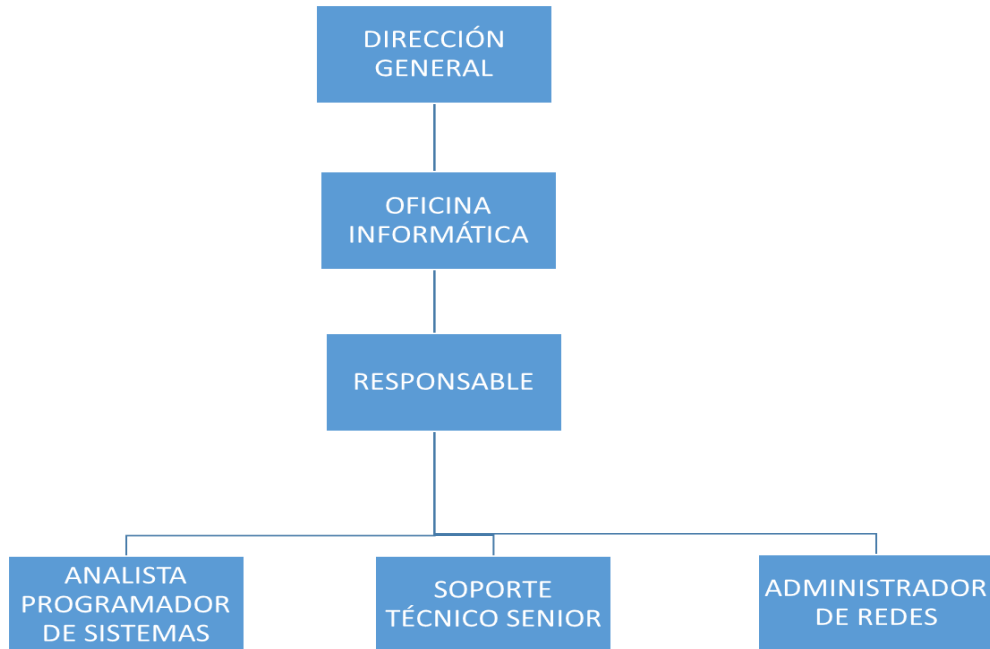 DIRECCIÓN
GENERAL
OFICINA
INFORMÁTICA
RESPONSABLE
ANALISTA
PROGRAMADOR
DE SISTEMAS
SOPORTE
TÉCNICO SENIOR
ADMINISTRADOR
DE REDES